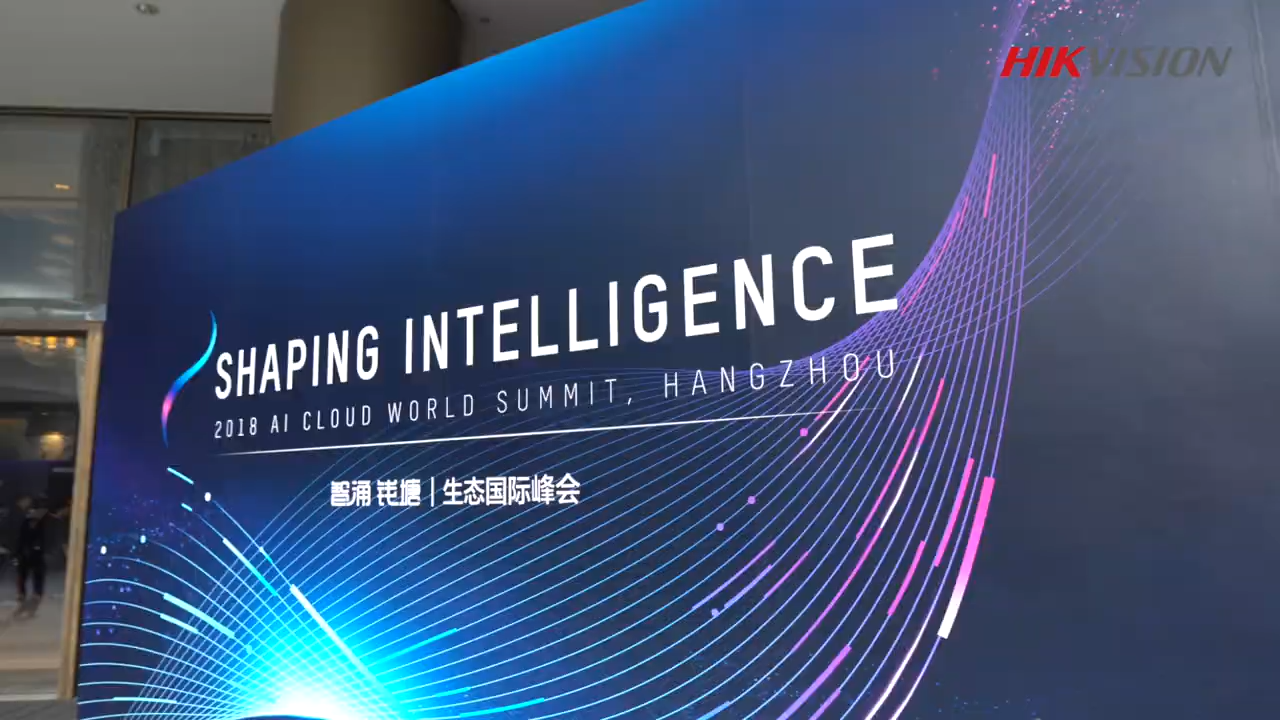 HIKVISION
SHAPING INTELLIGENCE
2018 AI CLOUD WORLD SUMMIT, HANGZHOU
智涌 钱塘 | 生态国际峰会